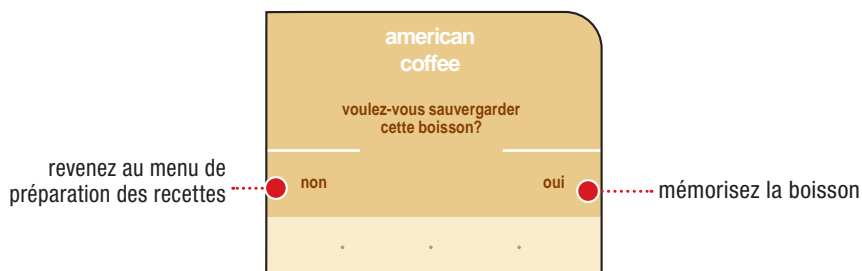 american
coffee
voulez-vous sauvergarder
cette boisson?
revenez au menu de
préparation des recettes
non
oui
mémorisez la boisson